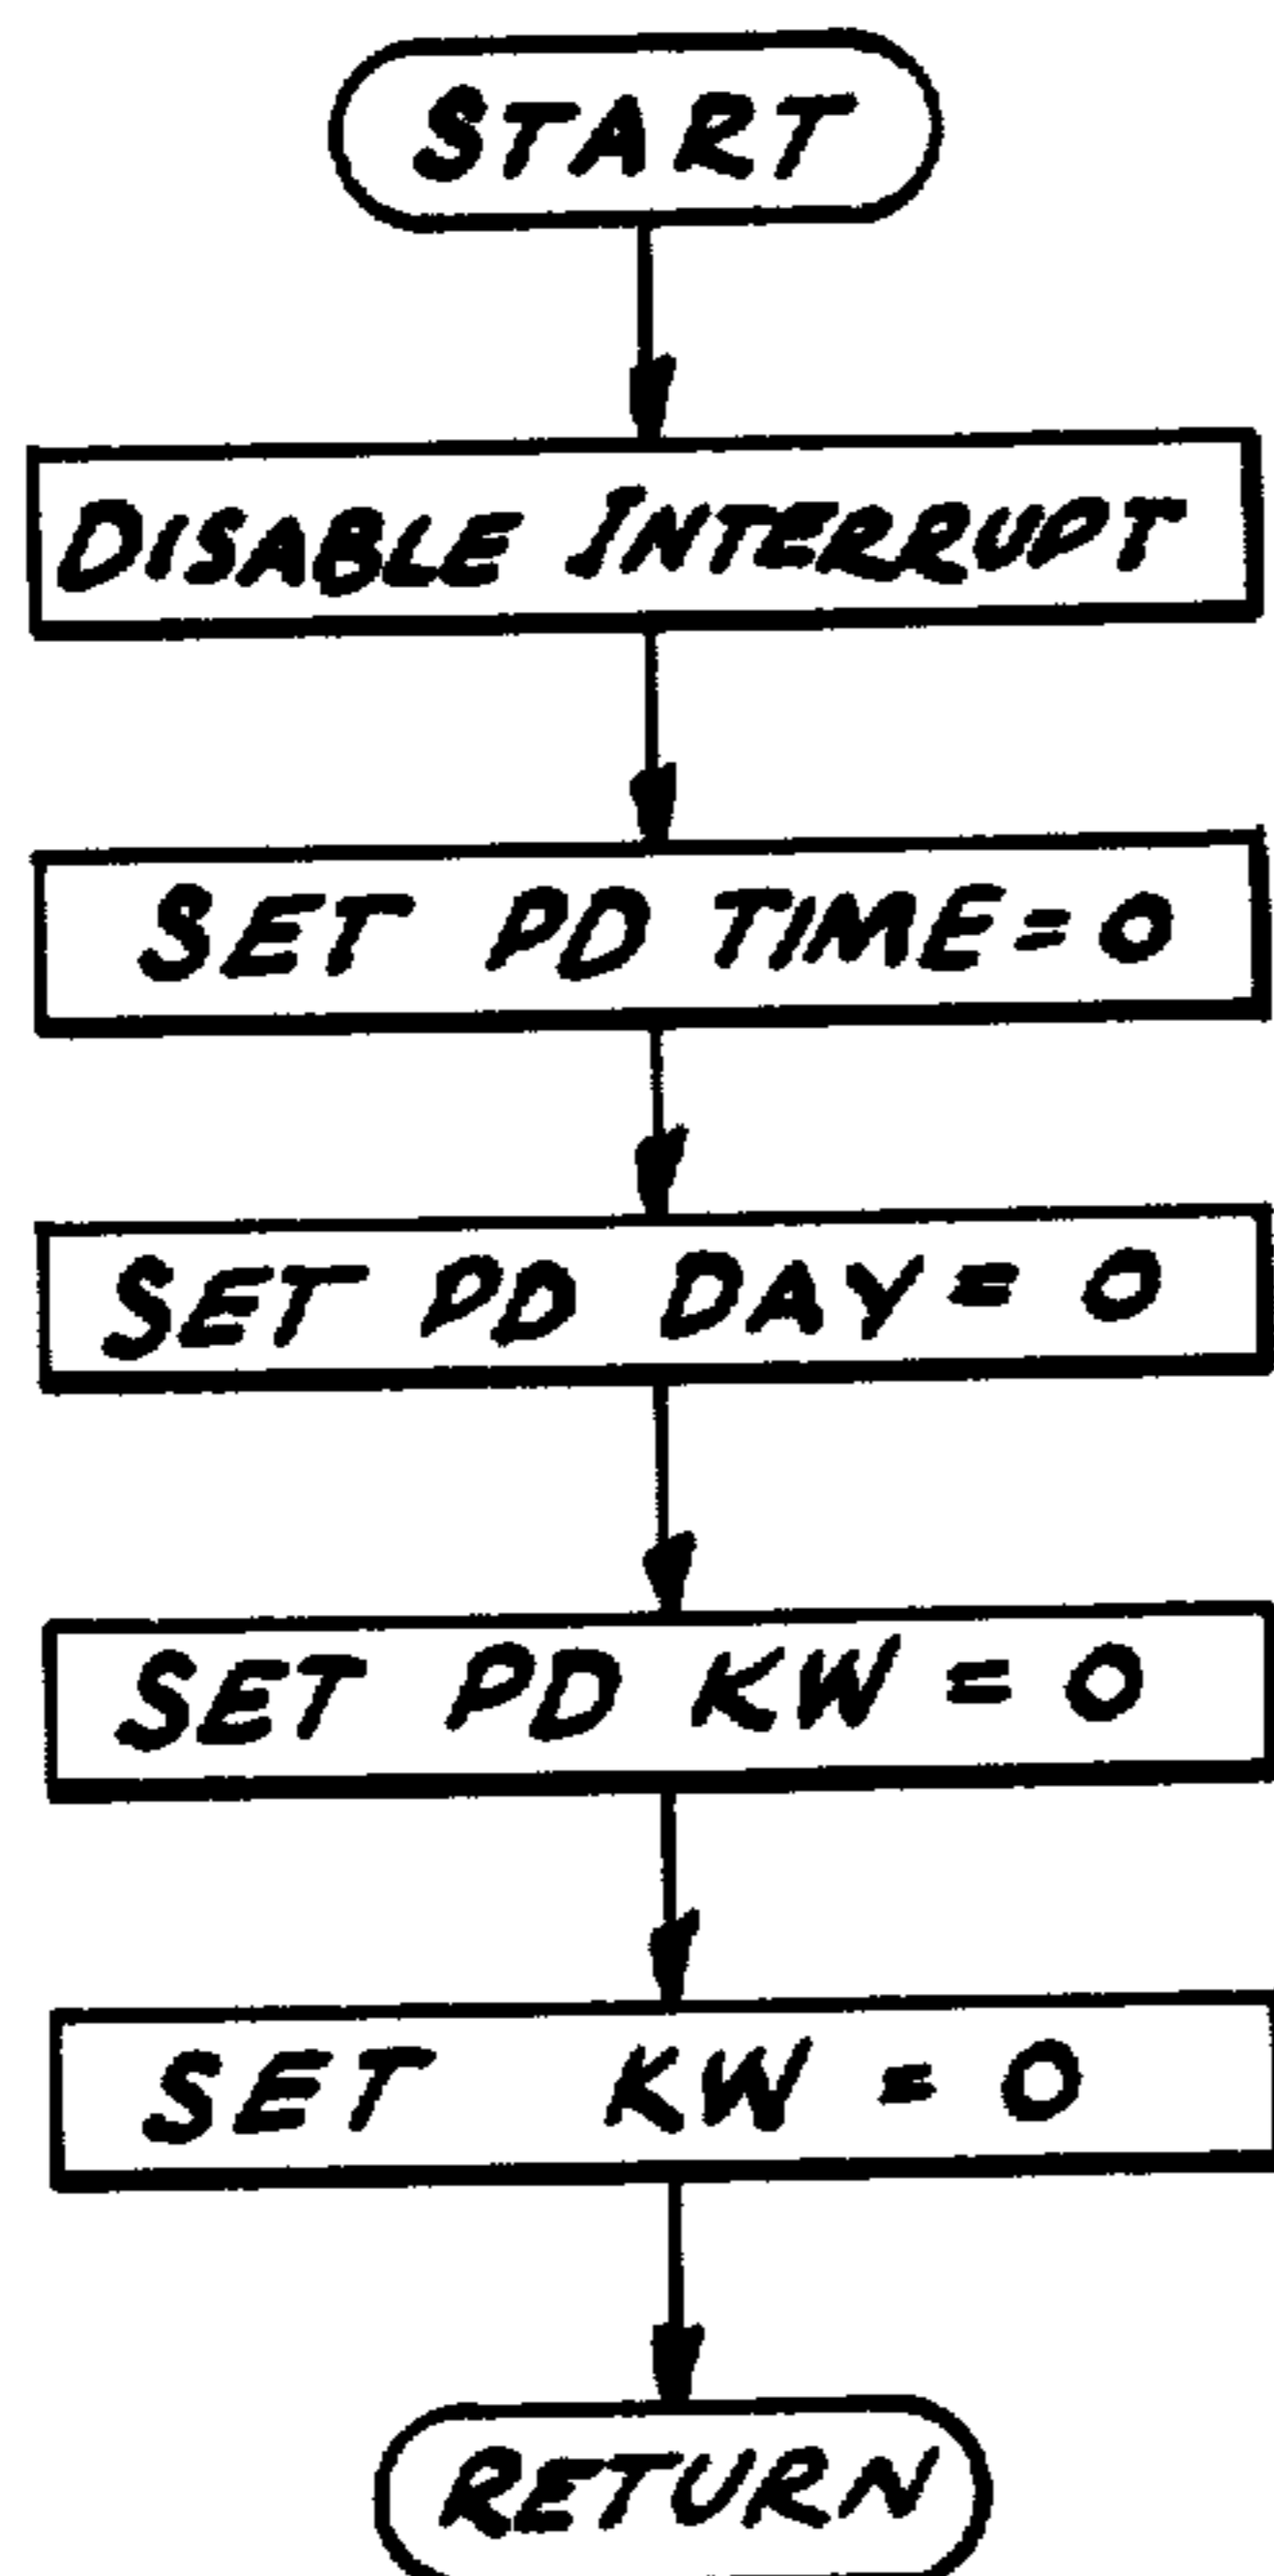 START
DISABLE INTERRUPT
SET PD TIME=0
SET PD DAY=0
SET PD KW=0
SET KW=0
RETURN